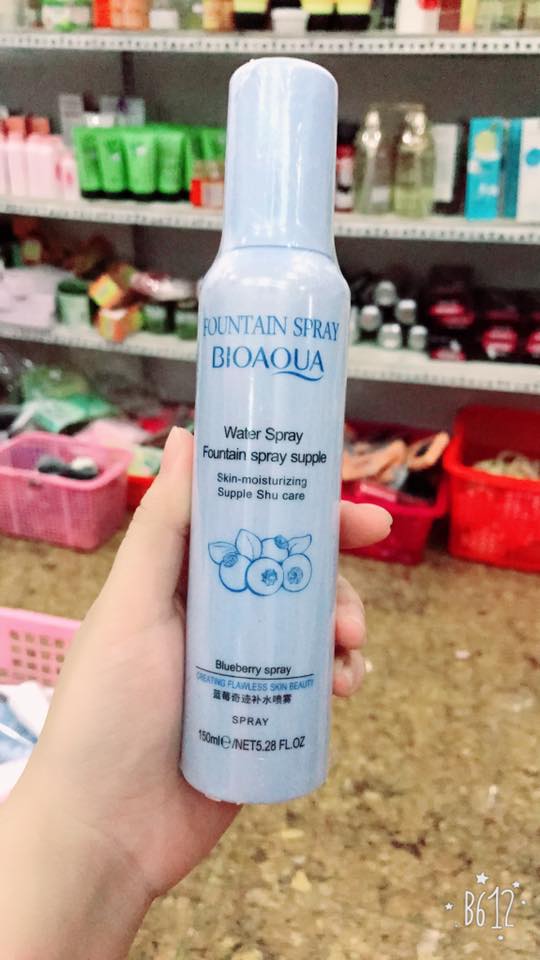 FOUNTAIN SPRAY
BIOAQUA
Water Spray
Fountain spray supple
Skin-moisturizing
Supple Shu care
Blueberry spray
CREATING FLAWLESS SKIN BEAUTY
蓝莓奇迹补水喷雾
SPRAY
150ml℮/NET5.28 FL.OZ
B612